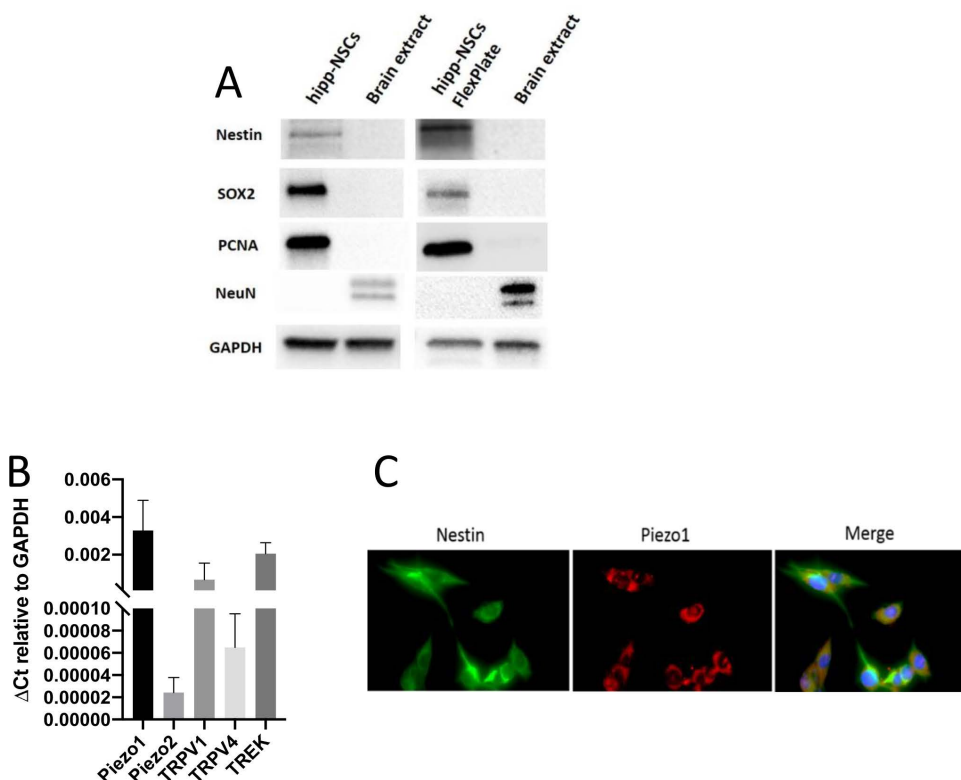 A
hipp-NSCs
Brain extract
hipp-NSCs
FlexPlate
Brain extract
Nestin
SOX2
PCNA
NeuN
GAPDH
B
ΔCt relative to GAPDH
0.006
0.004
0.002
0.00010
0.00008
0.00006
0.00004
0.00002
0.00000
Piezo1
Piezo2
TRPV1
TRPV4
TREK
C
Nestin
Piezo1
Merge